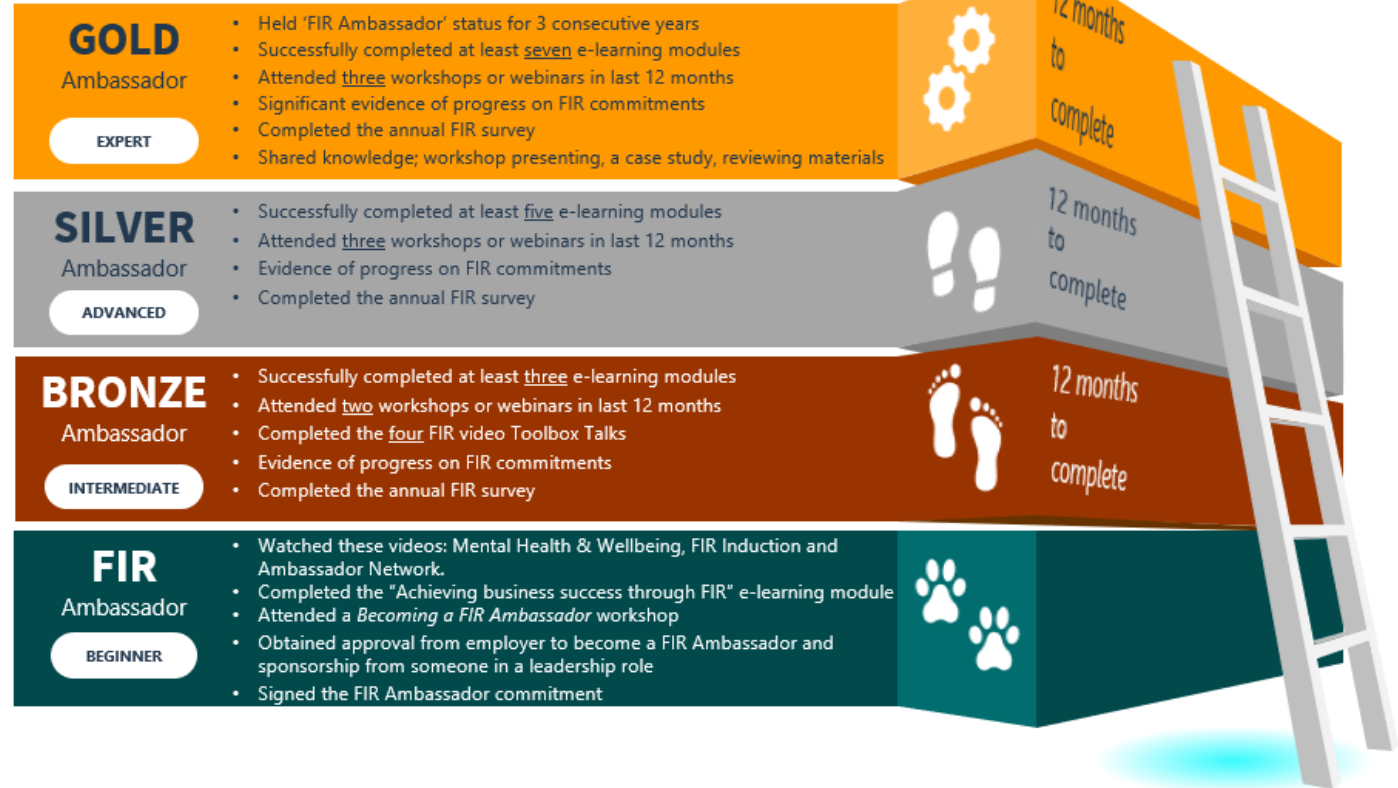 GOLD
Ambassador
EXPERT
• Held ‘FIR Ambassador’ status for 3 consecutive years
• Successfully completed at least seven e-learning modules
• Attended three workshops or webinars in last 12 months
• Significant evidence of progress on FIR commitments
• Completed the annual FIR survey
• Shared knowledge; workshop presenting, a case study, reviewing materials
12 months
to
complete
SILVER
Ambassador
ADVANCED
• Successfully completed at least five e-learning modules
• Attended three workshops or webinars in last 12 months
• Evidence of progress on FIR commitments
• Completed the annual FIR survey
12 months
to
complete
BRONZE
Ambassador
INTERMEDIATE
• Successfully completed at least three e-learning modules
• Attended two workshops or webinars in last 12 months
• Completed the four FIR video Toolbox Talks
• Evidence of progress on FIR commitments
• Completed the annual FIR survey
12 months
to
complete
FIR
Ambassador
BEGINNER
• Watched these videos: Mental Health & Wellbeing, FIR Induction and
Ambassador Network.
• Completed the “Achieving business success through FIR” e-learning module
• Attended a Becoming a FIR Ambassador workshop
• Obtained approval from employer to become a FIR Ambassador and
sponsorship from someone in a leadership role
• Signed the FIR Ambassador commitment